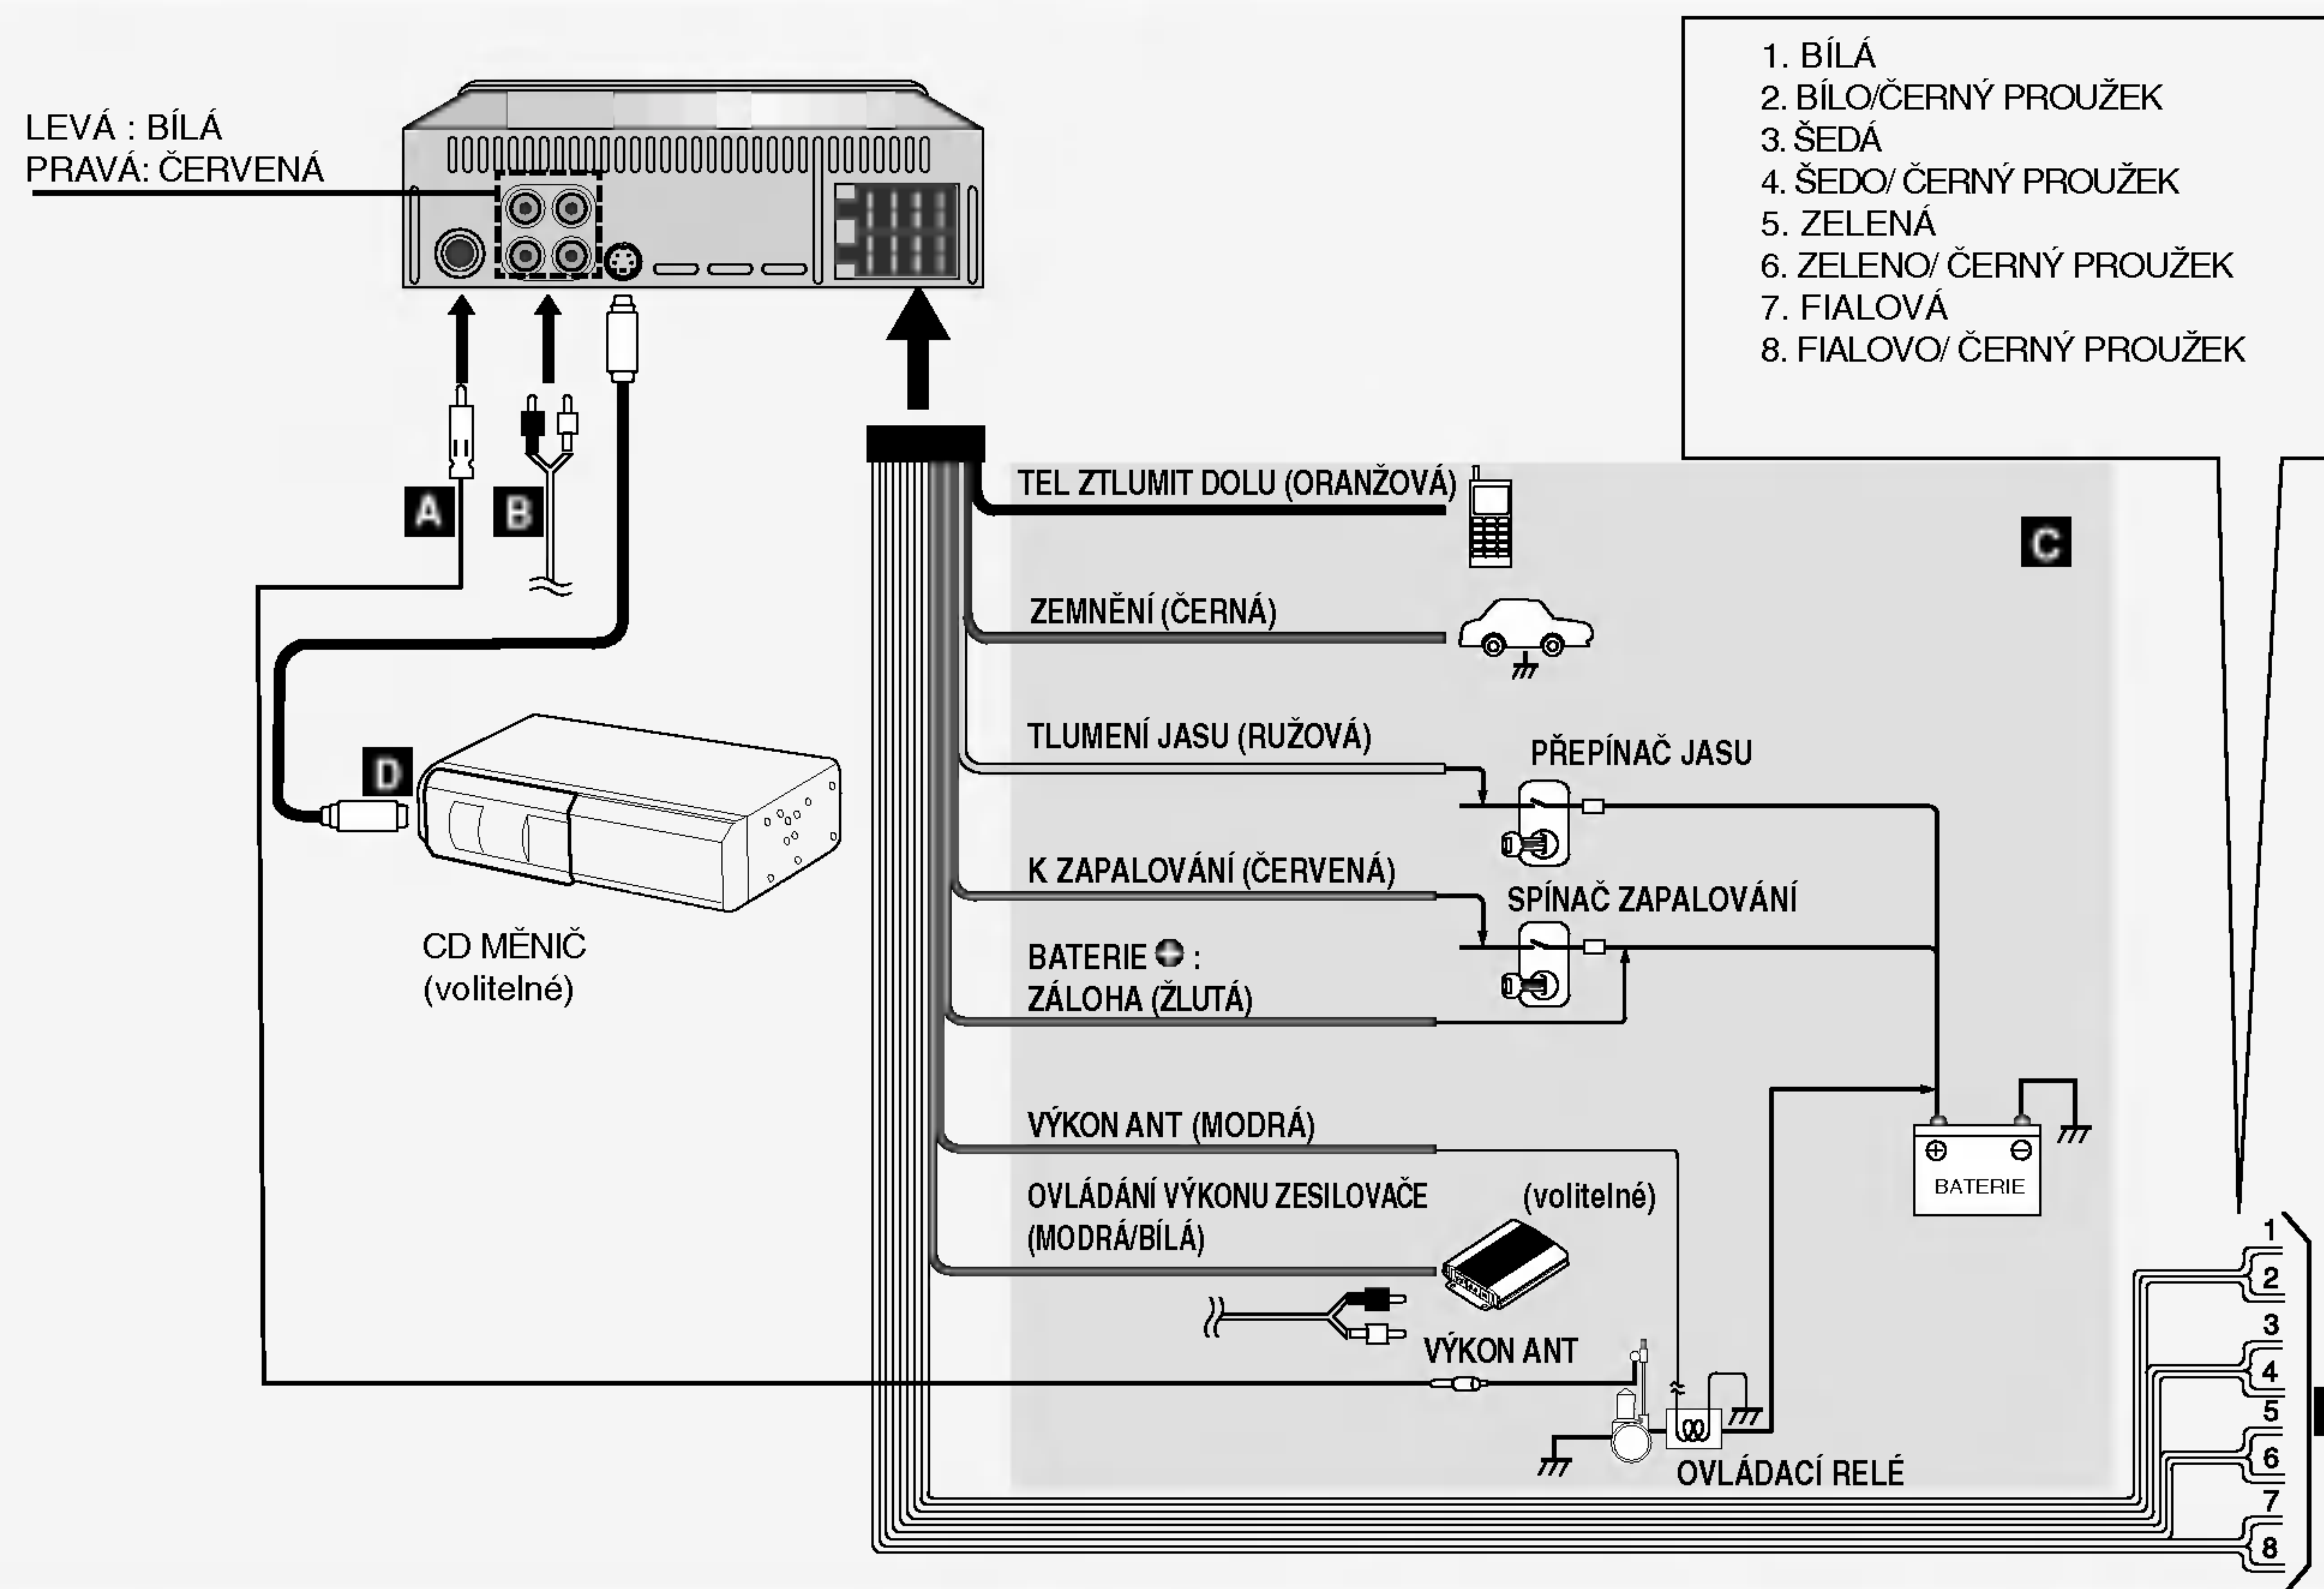 LEVÁ : BÍLÁ
PRAVÁ: ČERVENÁ
1. BÍLÁ
2. BÍLO/ČERNÝ PROUŽEK
3. ŠEDÁ
4. ŠEDO/ ČERNÝ PROUŽEK
5. ZELENÁ
6. ZELENO/ ČERNÝ PROUŽEK
7. FIALOVÁ
8. FIALOVO/ ČERNÝ PROUŽEK
A
B
C
TEL ZTLUMIT DOLU (ORANŽOVÁ)
ZEMNĚNÍ (ČERNÁ)
TLUMENÍ JASU (RUŽOVÁ)
PŘEPÍNAČ JASU
D
K ZAPALOVÁNÍ (ČERVENÁ)
SPÍNAČ ZAPALOVÁNÍ
CD MĚNIČ
(volitelné)
BATERIE ⊕ :
ZÁLOHA (ŽLUTÁ)
VÝKON ANT (MODRÁ)
⊕ ⊖
BATERIE
OVLÁDÁNÍ VÝKONU ZESILOVAČE
(MODRÁ/BÍLÁ)
(volitelné)
VÝKON ANT
OVLÁDACÍ RELÉ
1
2
3
4
5
6
7
8